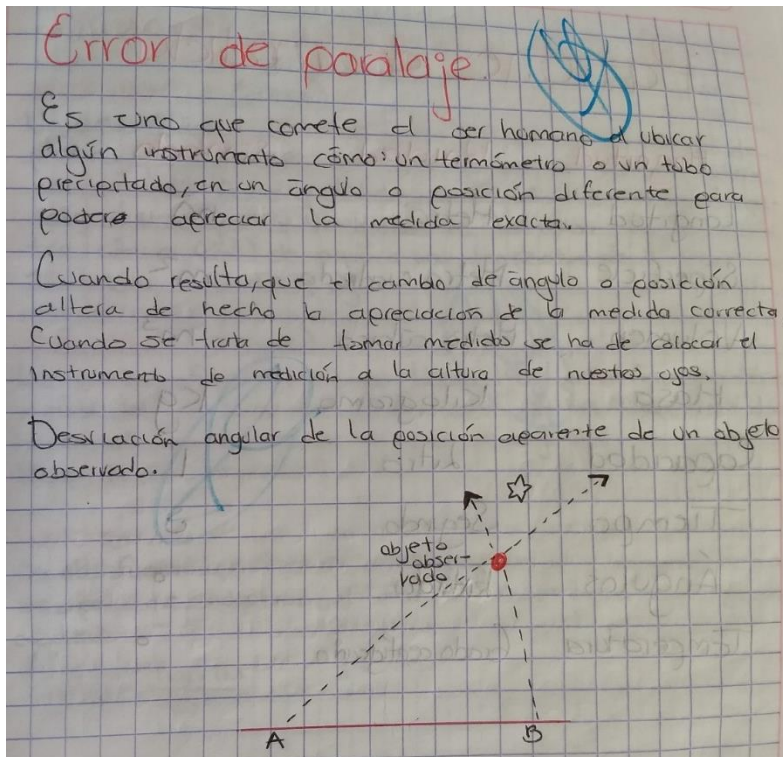 Error de paralaje
Es uno que comete el ser humano al ubicar
algún instrumento cómo: un termómetro o un tubo
precipitado, en un ángulo o posición diferente para
poder apreciar la medida exacta.
Cuando resulta, que el cambio de ángulo o posición
altera de hecho la apreciación de la medida correcta
Cuando se trata de tomar medidas se ha de colocar el
instrumento de medición a la altura de nuestros ojos.
Desviación angular de la posición aparente de un objeto
observado.
objeto
obser-
vado
A B